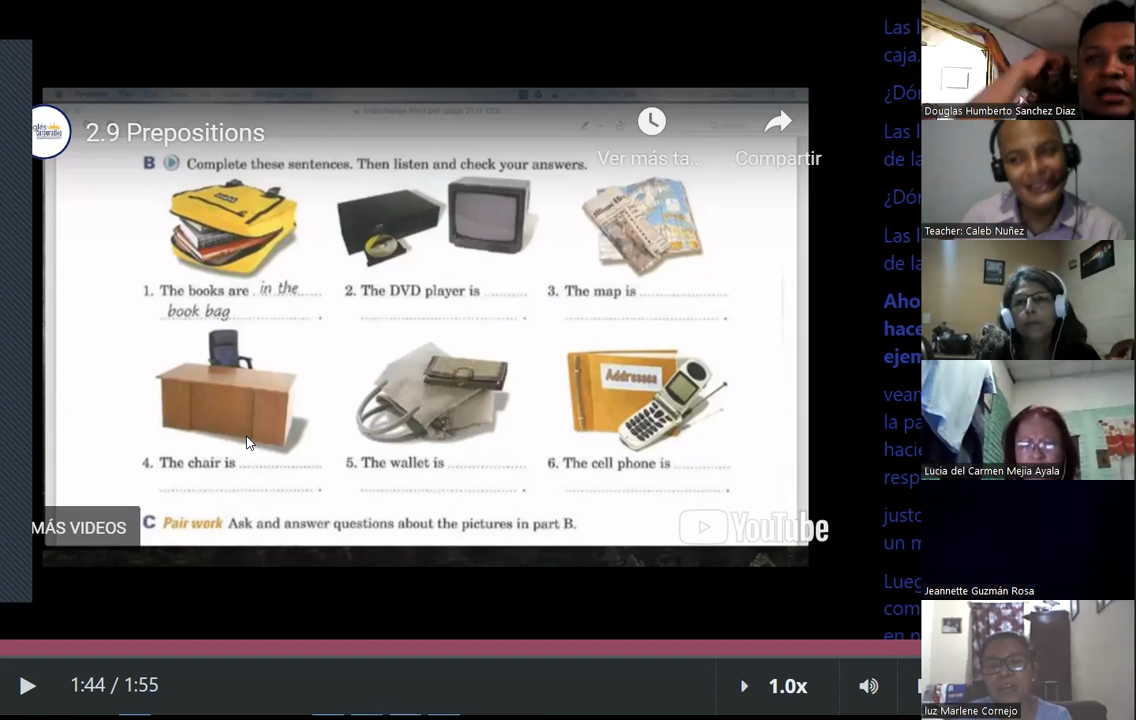 2.9 Prepositions
Ver más ta...
Compartir
B Complete these sentences. Then listen and check your answers.
1. The books are in the
book bag.
2. The DVD player is
3. The map is
Addresses
4. The chair is
5. The wallet is
6. The cell phone is
C Pair work Ask and answer questions about the pictures in part B.
MÁS VIDEOS
YouTube
1:44 / 1:55
1.0x
Las l
caja.
¿Dó
Las l
de la
¿Dó
Las l
de la
Aho
hace
ejem
vean
la pa
hacie
resp
justo
un m
Lueg
com
en n
Douglas Humberto Sanchez Diaz
Teacher: Caleb Nuñez
Lucia del Carmen Mejia Ayala
Jeannette Guzmán Rosa
luz Marlene Cornejo